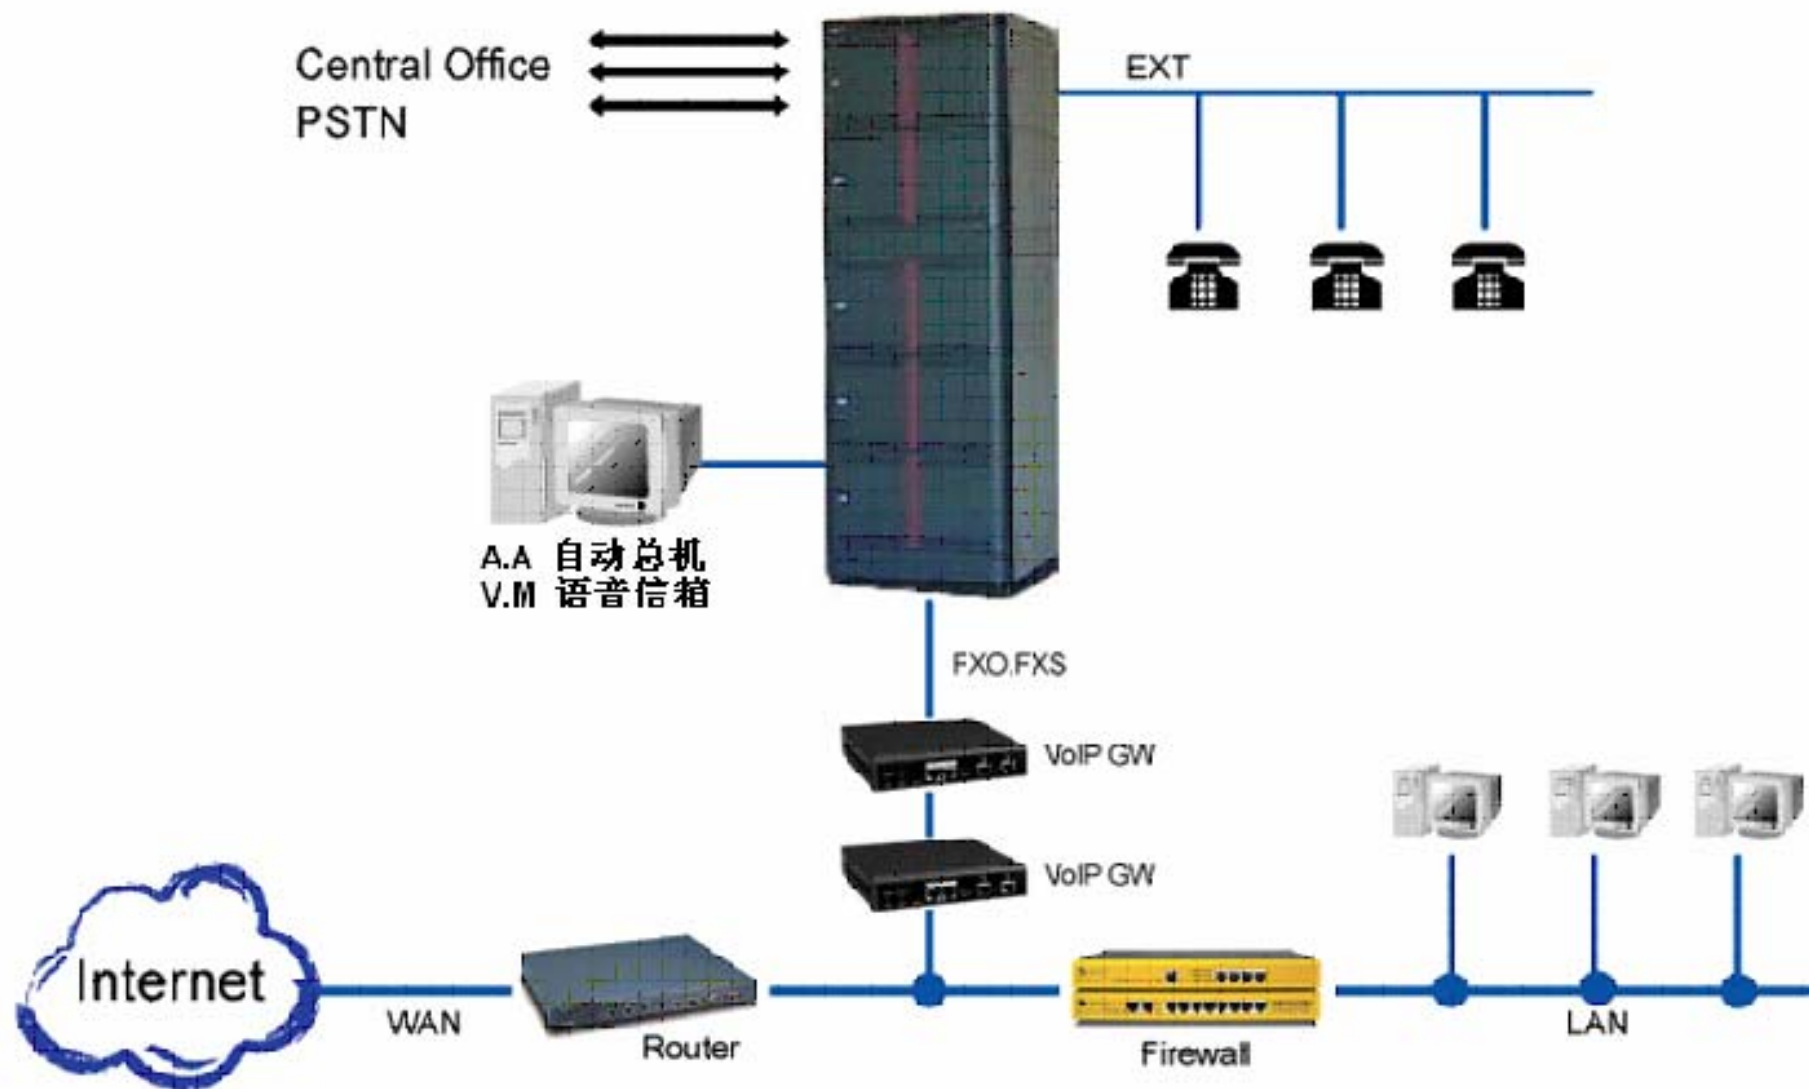 Central Office
PSTN
EXT
A.A 自动总机
V.M 语音信箱
FXO.FXS
VoIP GW
VoIP GW
Internet
WAN
Router
Firewall
LAN